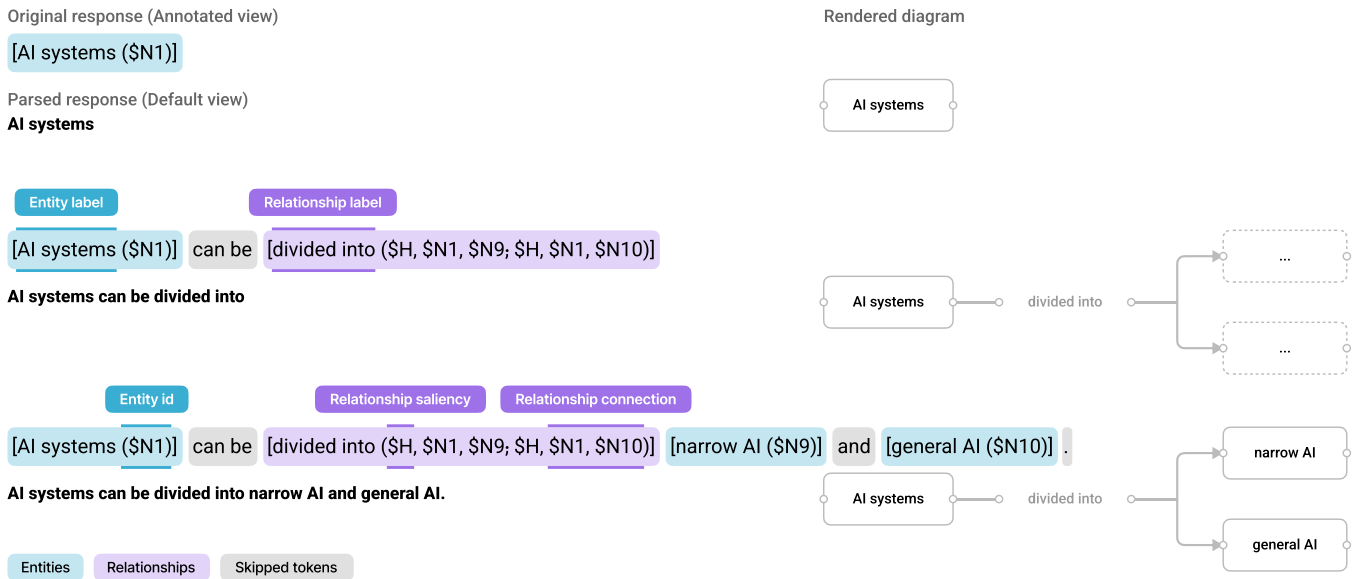 Original response (Annotated view)
Rendered diagram
[AI systems ($N1)]
AI systems
Parsed response (Default view)
AI systems
Entity label
Relationship label
[AI systems ($N1)] can be [divided into ($H, $N1, $N9; $H, $N1, $N10)]
...
AI systems can be divided into
AI systems
divided into
...
Entity id
Relationship saliency
Relationship connection
[AI systems ($N1)] can be [divided into ($H, $N1, $N9; $H, $N1, $N10)] [narrow AI ($N9)] and [general AI ($N10)] .
narrow AI
AI systems can be divided into narrow AI and general AI.
AI systems
divided into
general AI
Entities
Relationships
Skipped tokens